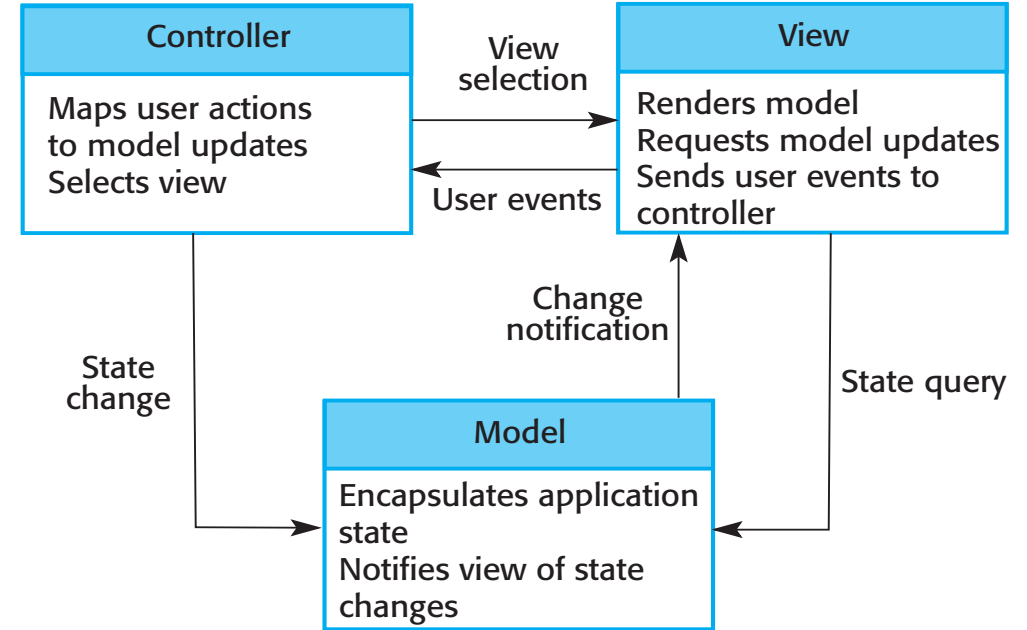 Controller
Maps user actions
to model updates
Selects view
View
selection
User events
View
Renders model
Requests model updates
Sends user events to
controller
Change
notification
State
change
State query
Model
Encapsulates application
state
Notifies view of state
changes